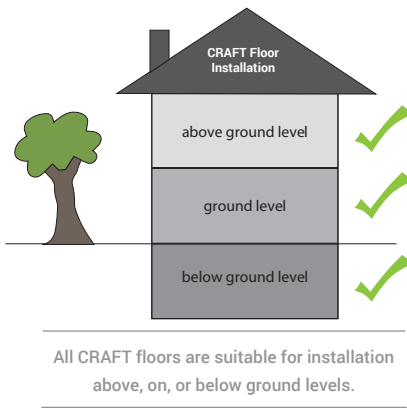 CRAFT Floor
Installation
above ground level
ground level
below ground level
All CRAFT floors are suitable for installation
above, on, or below ground levels.